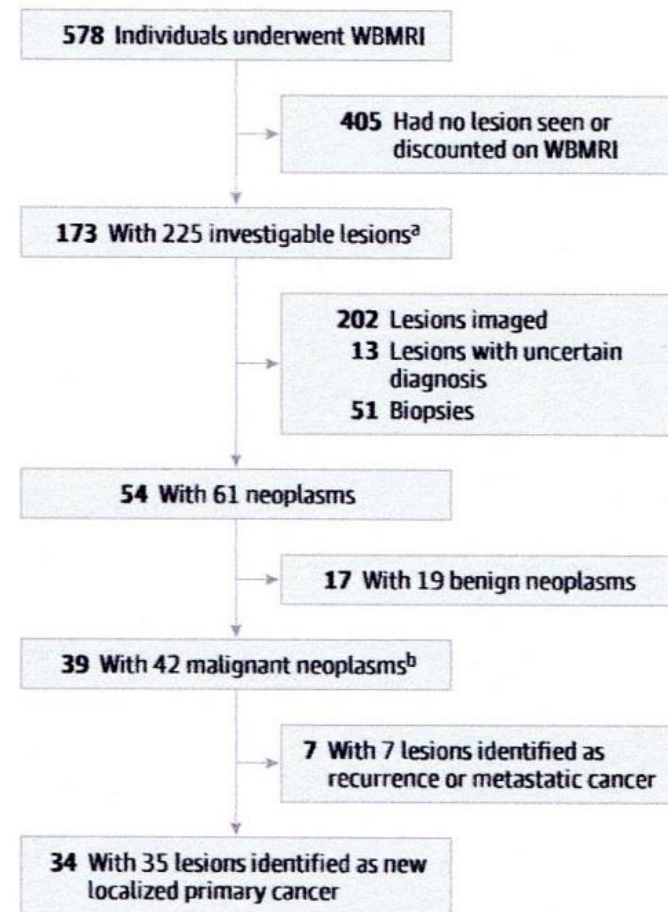 578 Individuals underwent WBMRI
405 Had no lesion seen or
discounted on WBMRI
173 With 225 investigable lesionsᵃ
202 Lesions imaged
13 Lesions with uncertain
diagnosis
51 Biopsies
54 With 61 neoplasms
17 With 19 benign neoplasms
39 With 42 malignant neoplasmsᵇ
7 With 7 lesions identified as
recurrence or metastatic cancer
34 With 35 lesions identified as new
localized primary cancer